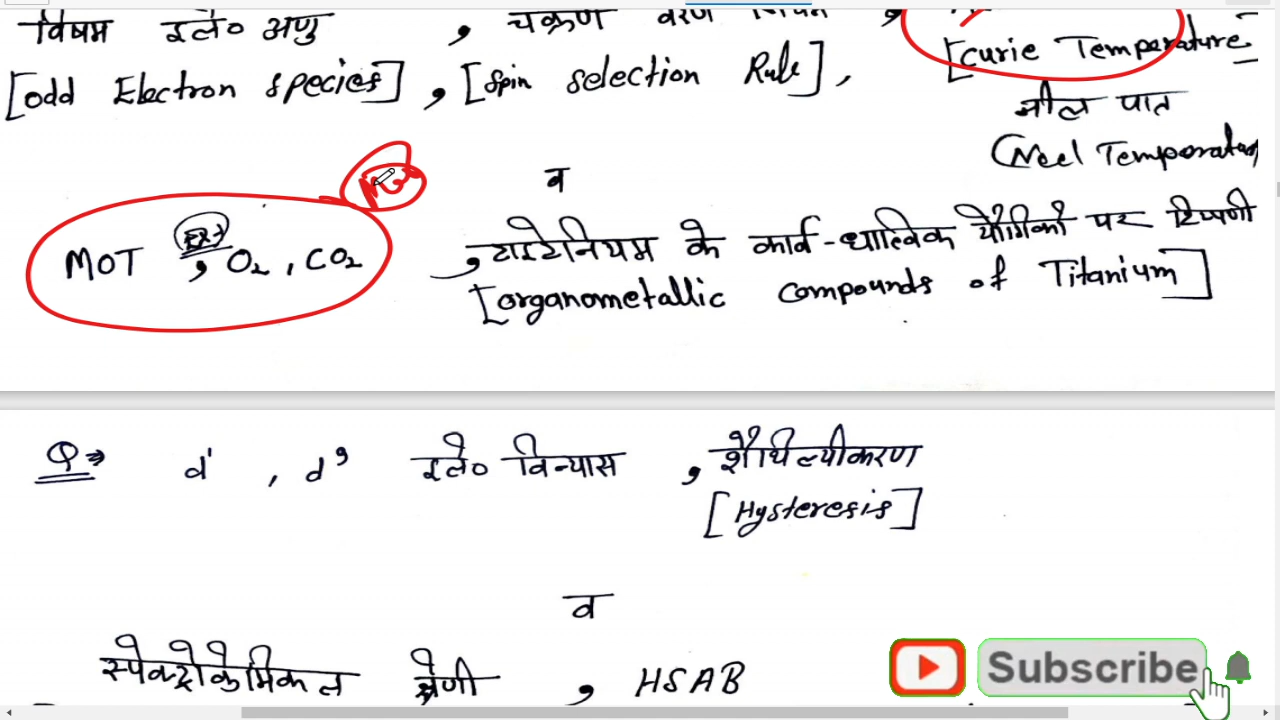 विषम इले० अणु , चक्रण वरण नियम ,
[odd Electron species] , [spin selection Rule] , [curie Temperature
नील पात
(Neel Temperature
व
MOT , O₂ , CO₂ , टाइटेनियम के कार्ब-धात्विक यौगिकों पर टिप्पणी
[organometallic compounds of Titanium]
Q⇒ d¹ , d⁹ इले० विन्यास , शैथिल्यीकरण
[Hysteresis]
व
स्पेक्ट्रोकेमिकल श्रेणी , HSAB
Subscribe